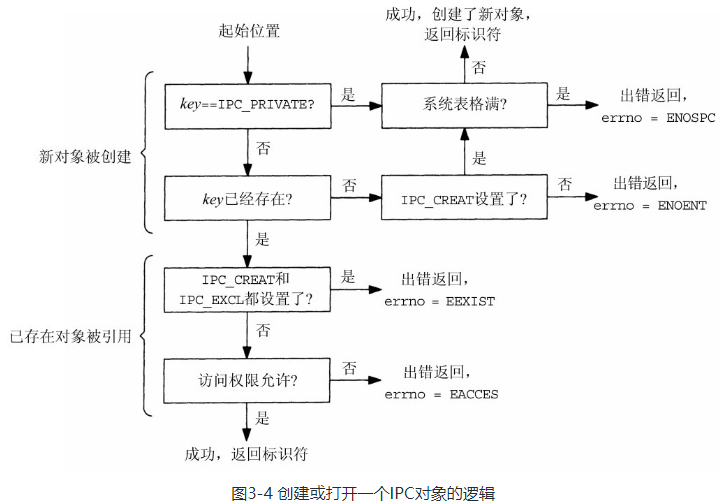 起始位置
成功，创建了新对象，
返回标识符
否
key==IPC_PRIVATE?
是
系统表格满?
是
出错返回，
errno = ENOSPC
新对象被创建
否
是
key已经存在?
否
IPC_CREAT设置了?
否
出错返回，
errno = ENOENT
是
IPC_CREAT和
IPC_EXCL都设置了?
是
出错返回，
errno = EEXIST
已存在对象被引用
否
访问权限允许?
否
出错返回，
errno = EACCES
是
成功，返回标识符
图3-4 创建或打开一个IPC对象的逻辑